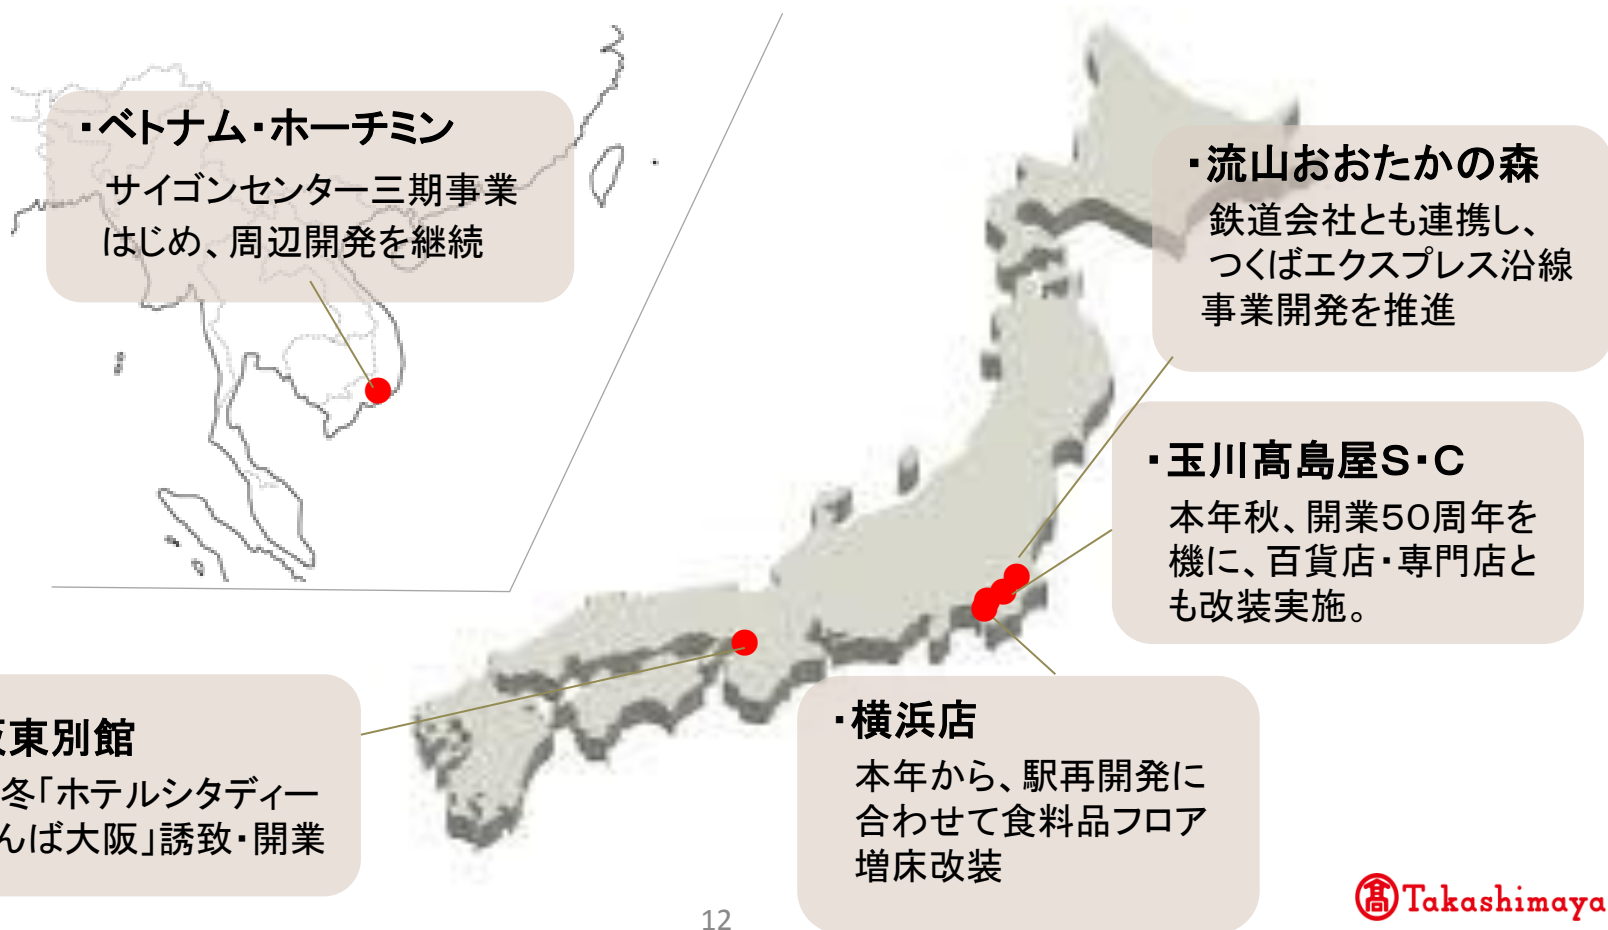 ・ベトナム・ホーチミン
サイゴンセンター三期事業
はじめ、周辺開発を継続
・流山おおたかの森
鉄道会社とも連携し、
つくばエクスプレス沿線
事業開発を推進
・玉川髙島屋S・C
本年秋、開業50周年を
機に、百貨店・専門店と
も改装実施。
東別館
冬「ホテルシタディー
んば大阪」誘致・開業
・横浜店
本年から、駅再開発に
合わせて食料品フロア
増床改装
髙 Takashimaya
12